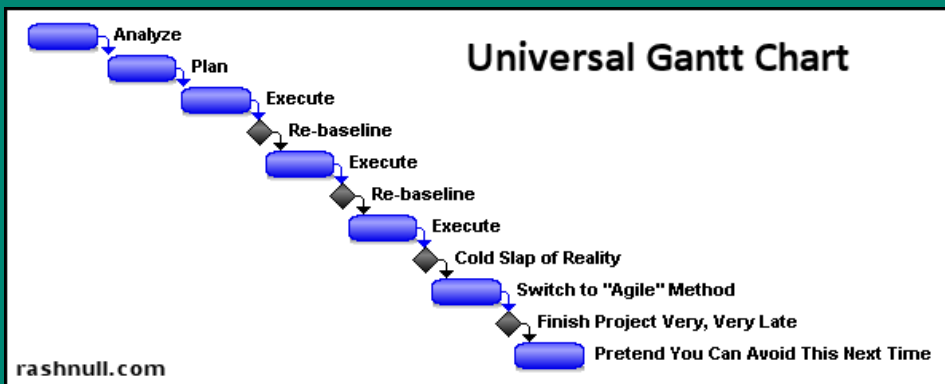 Universal Gantt Chart
Analyze
Plan
Execute
Re-baseline
Execute
Re-baseline
Execute
Cold Slap of Reality
Switch to "Agile" Method
Finish Project Very, Very Late
Pretend You Can Avoid This Next Time
rashnull.com